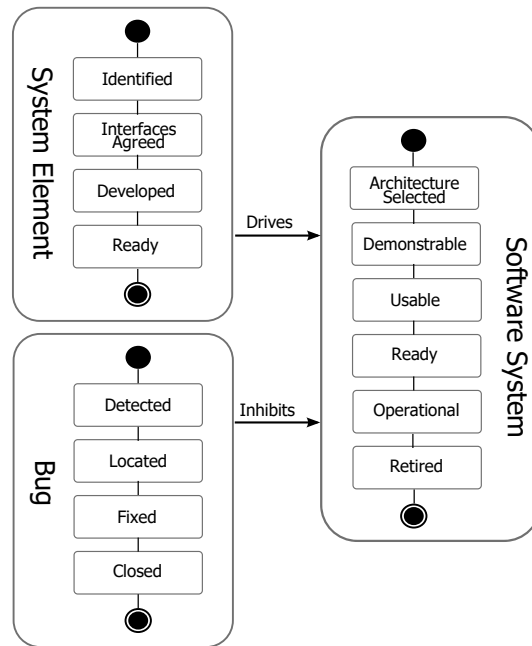 System Element
Identified
Interfaces
Agreed
Developed
Ready
Drives
Bug
Detected
Located
Fixed
Closed
Inhibits
Software System
Architecture
Selected
Demonstrable
Usable
Ready
Operational
Retired